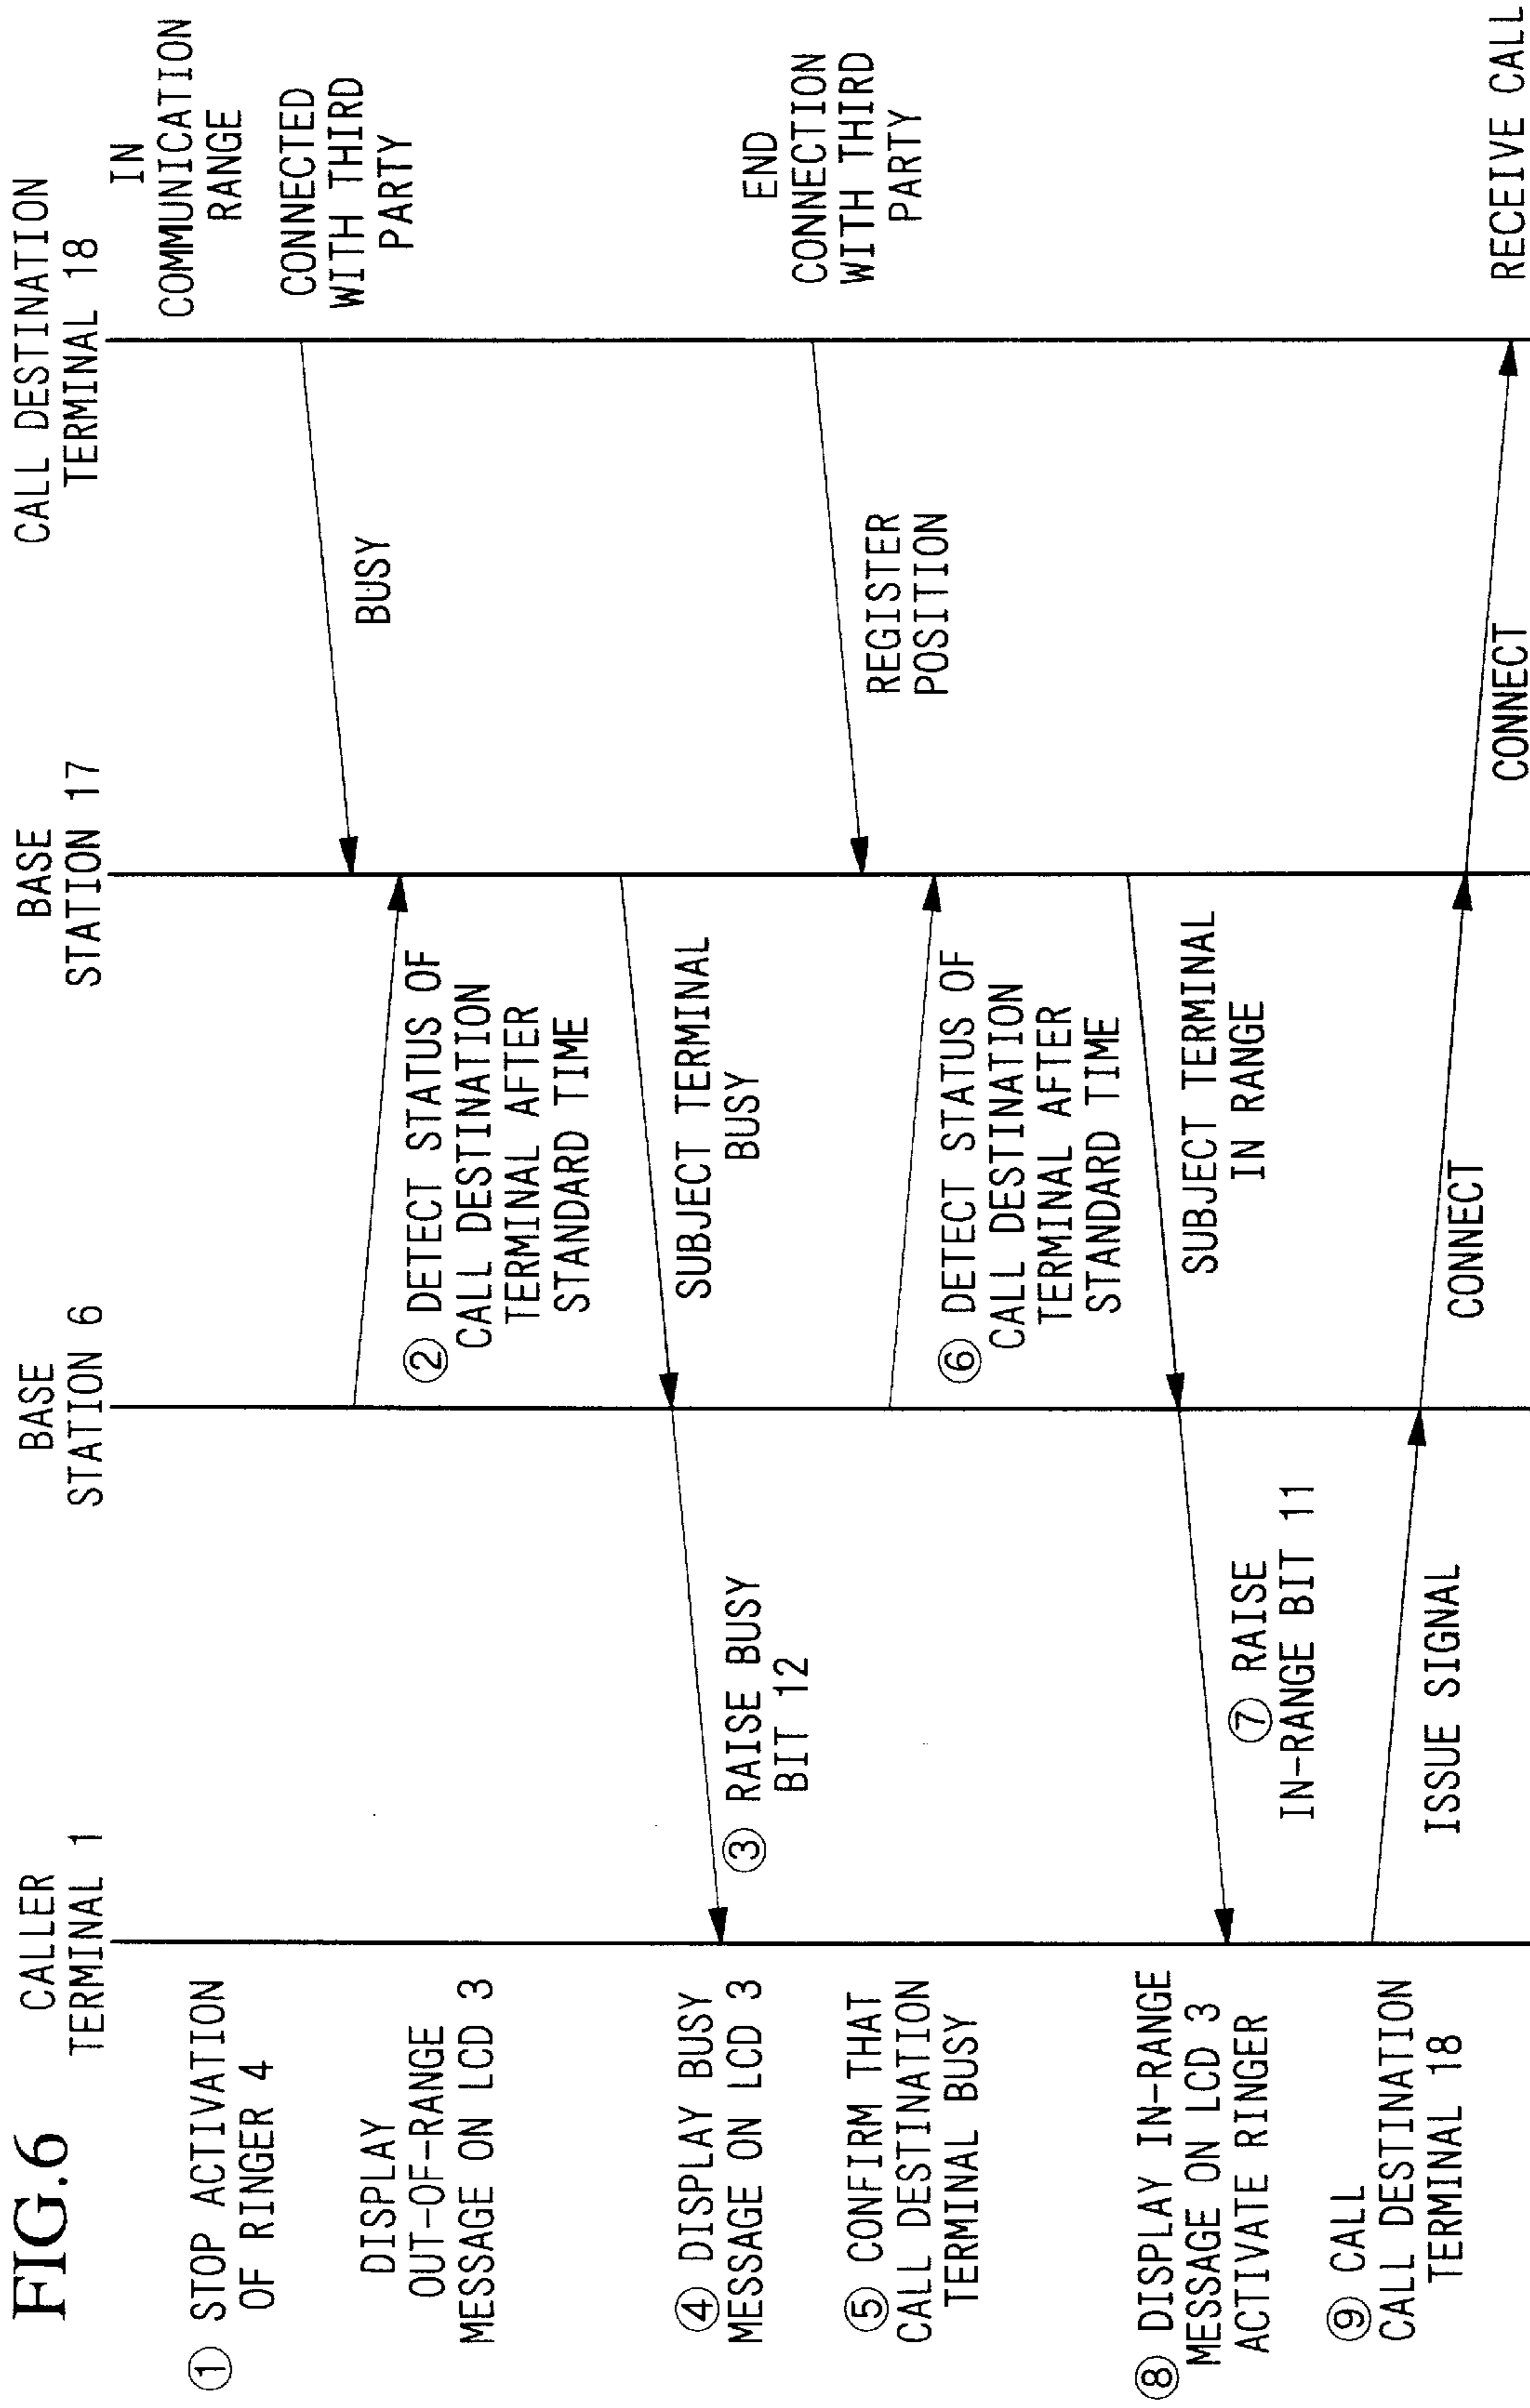 FIG.6
CALLER
TERMINAL 1
BASE
STATION 6
BASE
STATION 17
CALL DESTINATION
TERMINAL 18
① STOP ACTIVATION
OF RINGER 4
IN
COMMUNICATION
RANGE
CONNECTED
WITH THIRD
PARTY
BUSY
DISPLAY
OUT-OF-RANGE
MESSAGE ON LCD 3
② DETECT STATUS OF
CALL DESTINATION
TERMINAL AFTER
STANDARD TIME
SUBJECT TERMINAL
BUSY
③ RAISE BUSY
BIT 12
④ DISPLAY BUSY
MESSAGE ON LCD 3
END
CONNECTION
WITH THIRD
PARTY
REGISTER
POSITION
⑤ CONFIRM THAT
CALL DESTINATION
TERMINAL BUSY
⑥ DETECT STATUS OF
CALL DESTINATION
TERMINAL AFTER
STANDARD TIME
SUBJECT TERMINAL
IN RANGE
⑦ RAISE
IN-RANGE BIT 11
⑧ DISPLAY IN-RANGE
MESSAGE ON LCD 3
ACTIVATE RINGER
⑨ CALL
CALL DESTINATION
TERMINAL 18
ISSUE SIGNAL
CONNECT
CONNECT
RECEIVE CALL